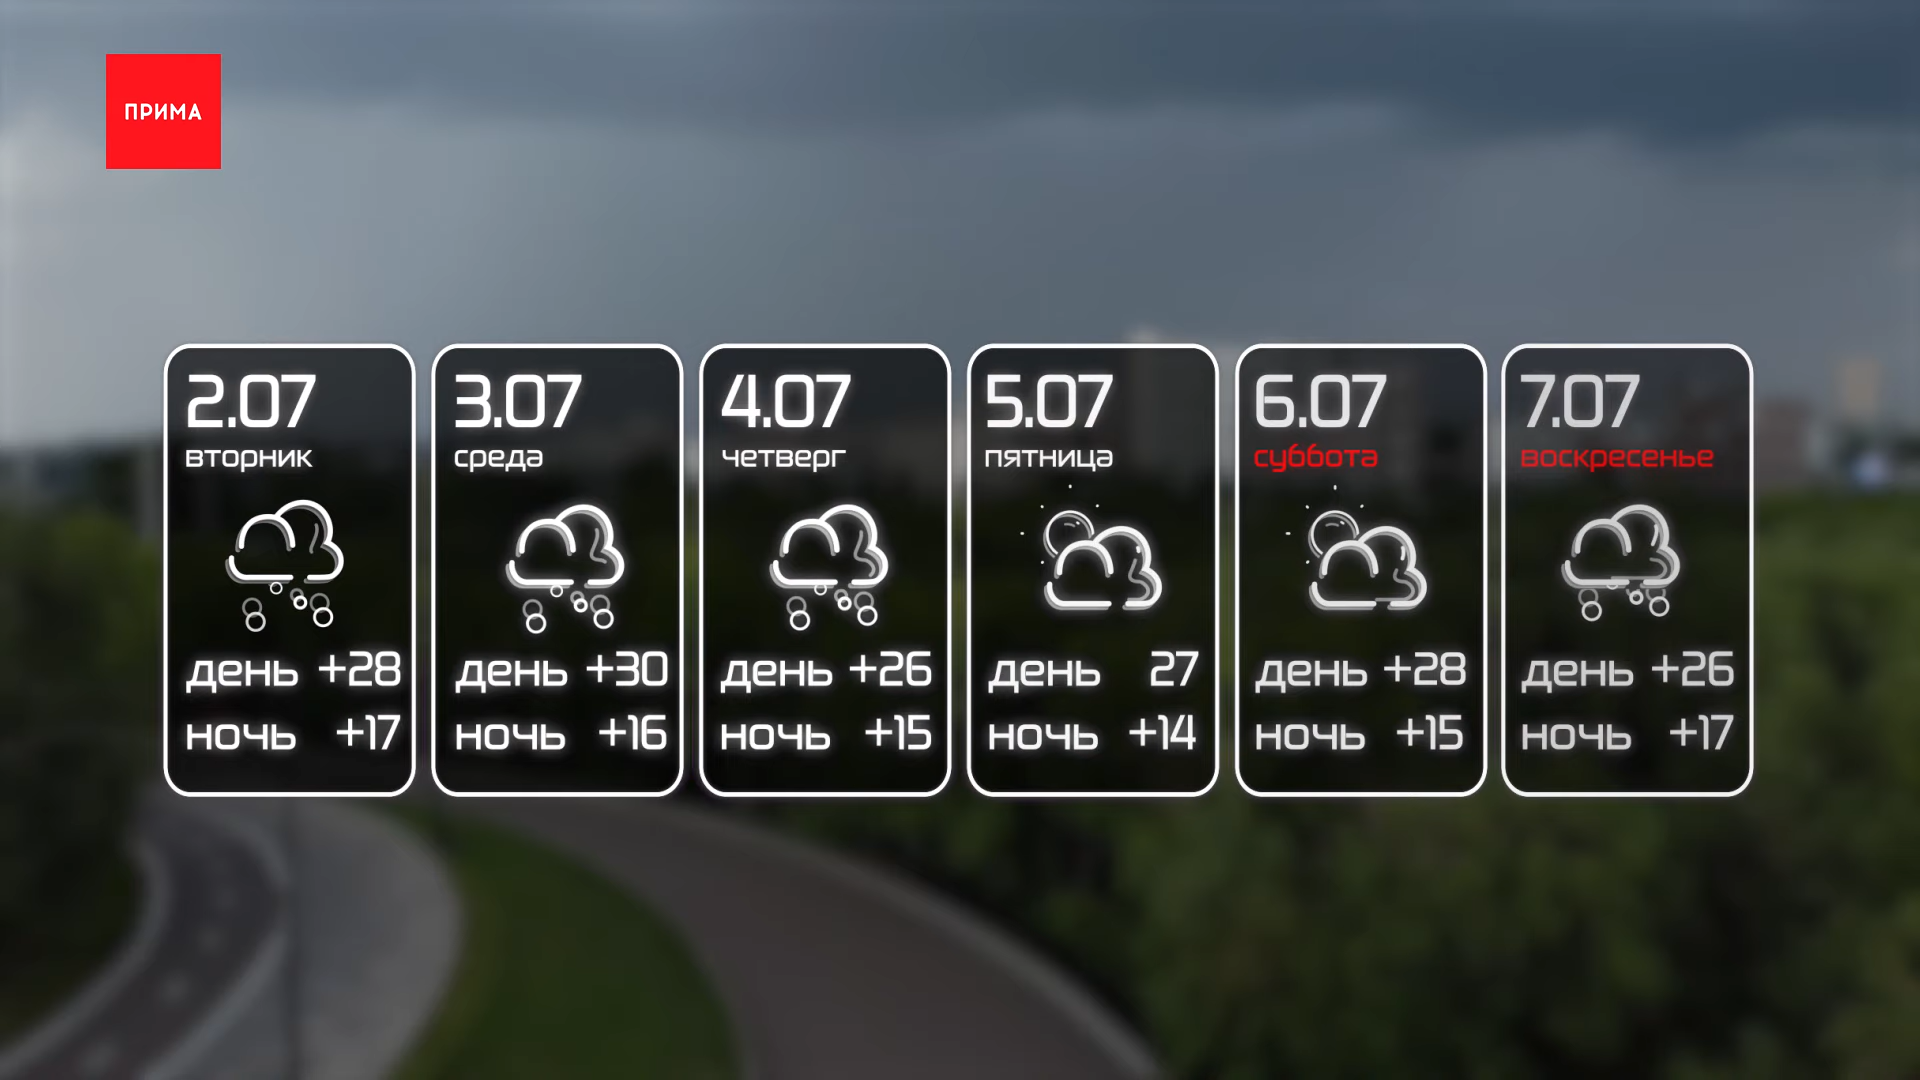 ПРИМА
2.07
вторник
день +28
ночь +17
3.07
среда
день +30
ночь +16
4.07
четверг
день +26
ночь +15
5.07
пятница
день 27
ночь +14
6.07
суббота
день +28
ночь +15
7.07
воскресенье
день +26
ночь +17